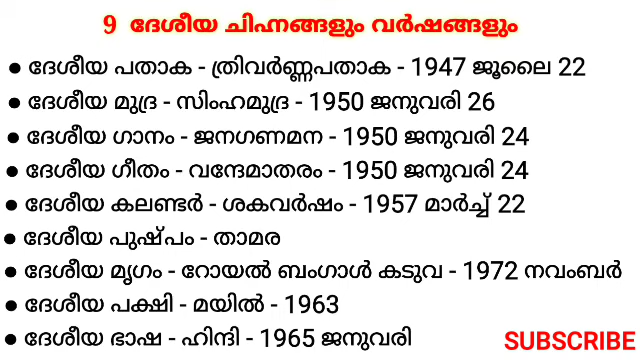 9 ദേശീയ ചിഹ്നങ്ങളും വർഷങ്ങളും
● ദേശീയ പതാക - ത്രിവർണ്ണപതാക - 1947 ജൂലൈ 22
● ദേശീയ മുദ്ര - സിംഹമുദ്ര - 1950 ജനുവരി 26
● ദേശീയ ഗാനം - ജനഗണമന - 1950 ജനുവരി 24
● ദേശീയ ഗീതം - വന്ദേമാതരം - 1950 ജനുവരി 24
● ദേശീയ കലണ്ടർ - ശകവർഷം - 1957 മാർച്ച് 22
● ദേശീയ പുഷ്പം - താമര
● ദേശീയ മൃഗം - റോയൽ ബംഗാൾ കടുവ - 1972 നവംബർ
● ദേശീയ പക്ഷി - മയിൽ - 1963
● ദേശീയ ഭാഷ - ഹിന്ദി - 1965 ജനുവരി
SUBSCRIBE